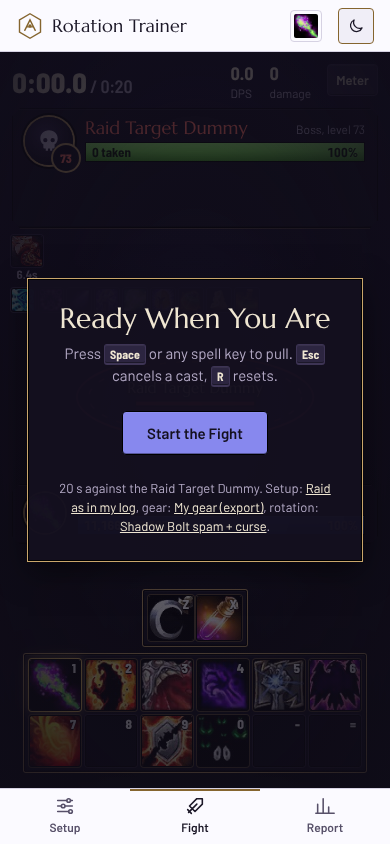 Rotation Trainer
0:00.0 / 0:20
0.0 0
DPS damage
Meter
Raid Target Dummy
Boss, level 73
0 taken 100%
73
6.4s
Ready When You Are
Press Space or any spell key to pull. Esc
cancels a cast, R resets.
Start the Fight
20 s against the Raid Target Dummy. Setup: Raid
as in my log, gear: My gear (export), rotation:
Shadow Bolt spam + curse.
Z X
1 2 3 4 5 6
7 8 9 0 - =
Setup Fight Report